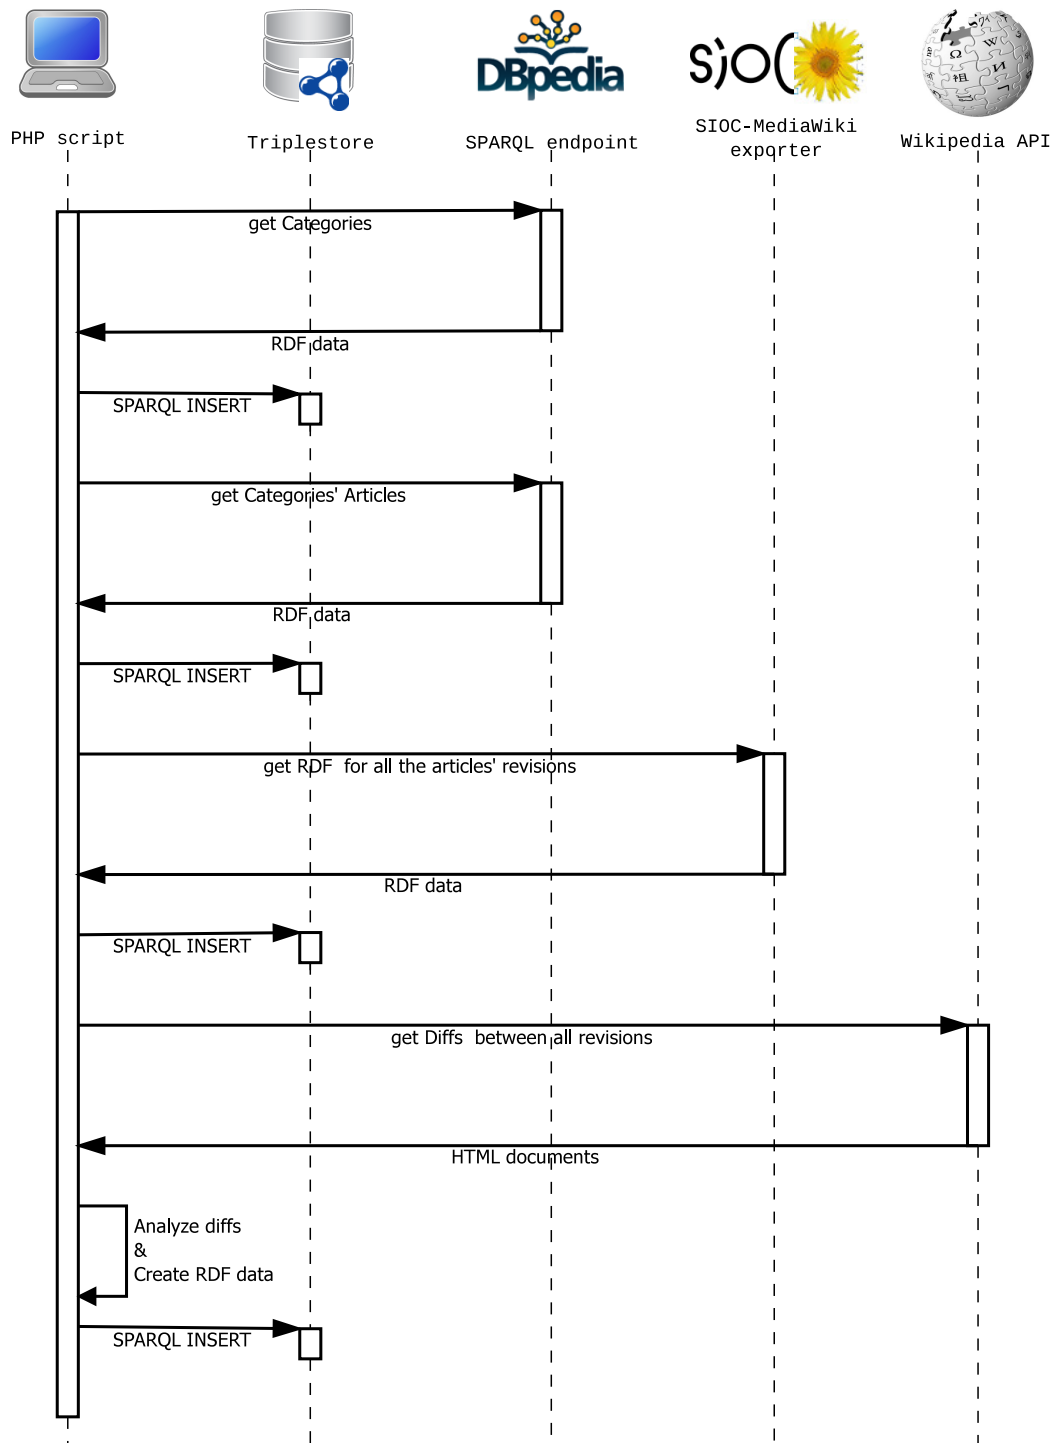 DBpedia
SIOC
PHP script
Triplestore
SPARQL endpoint
SIOC-MediaWiki
exporter
Wikipedia API
get Categories
RDF data
SPARQL INSERT
get Categories' Articles
RDF data
SPARQL INSERT
get RDF  for all the articles' revisions
RDF data
SPARQL INSERT
get Diffs  between all revisions
HTML documents
Analyze diffs
&
Create RDF data
SPARQL INSERT